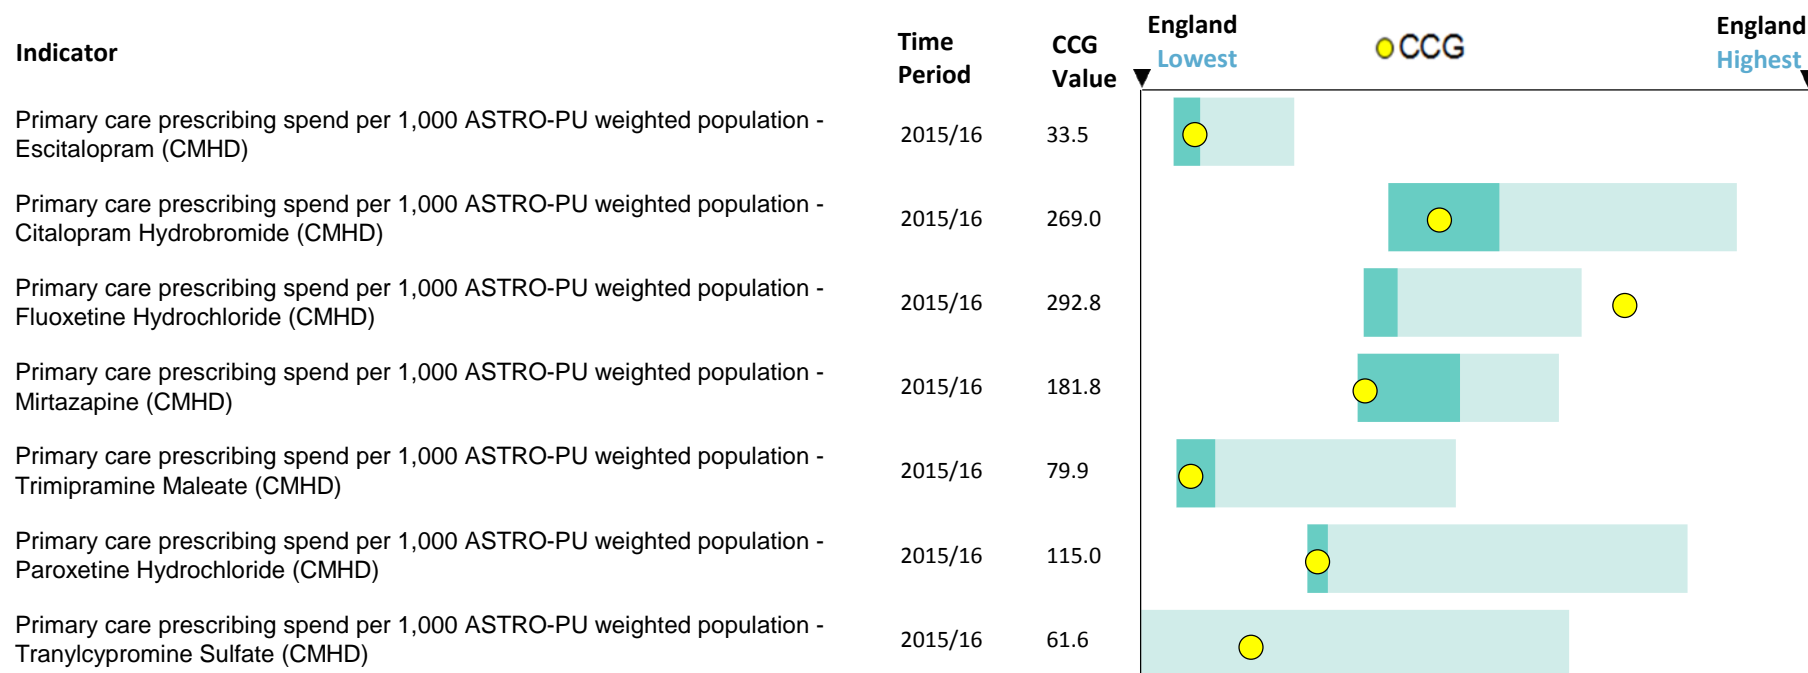 Indicator
Time
Period
CCG
Value
England
Lowest
CCG
England
Highest
Primary care prescribing spend per 1,000 ASTRO-PU weighted population -
Escitalopram (CMHD)
2015/16
33.5
Primary care prescribing spend per 1,000 ASTRO-PU weighted population -
Citalopram Hydrobromide (CMHD)
2015/16
269.0
Primary care prescribing spend per 1,000 ASTRO-PU weighted population -
Fluoxetine Hydrochloride (CMHD)
2015/16
292.8
Primary care prescribing spend per 1,000 ASTRO-PU weighted population -
Mirtazapine (CMHD)
2015/16
181.8
Primary care prescribing spend per 1,000 ASTRO-PU weighted population -
Trimipramine Maleate (CMHD)
2015/16
79.9
Primary care prescribing spend per 1,000 ASTRO-PU weighted population -
Paroxetine Hydrochloride (CMHD)
2015/16
115.0
Primary care prescribing spend per 1,000 ASTRO-PU weighted population -
Tranylcypromine Sulfate (CMHD)
2015/16
61.6